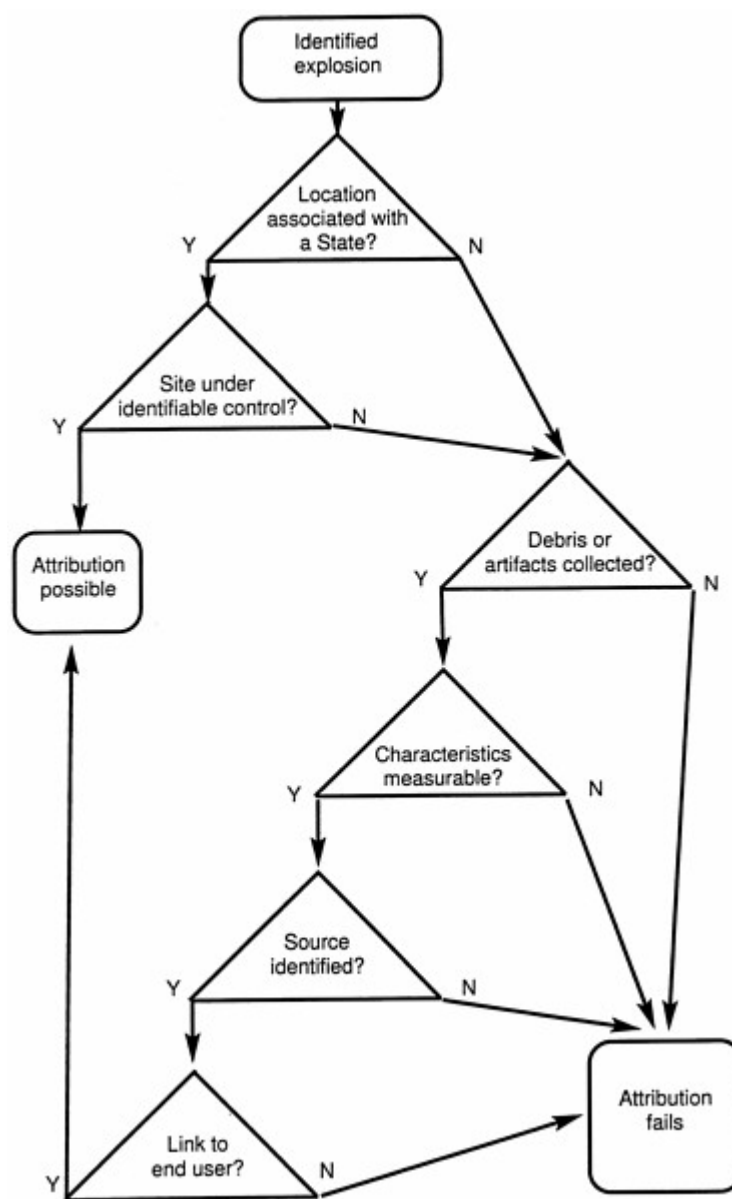 Identified
explosion
Location
associated with
a State?
Y
N
Site under
identifiable control?
Y
N
Debris or
artifacts collected?
Y
N
Attribution
possible
Characteristics
measurable?
Y
N
Source
identified?
Y
N
Attribution
fails
Link to
end user?
Y
N